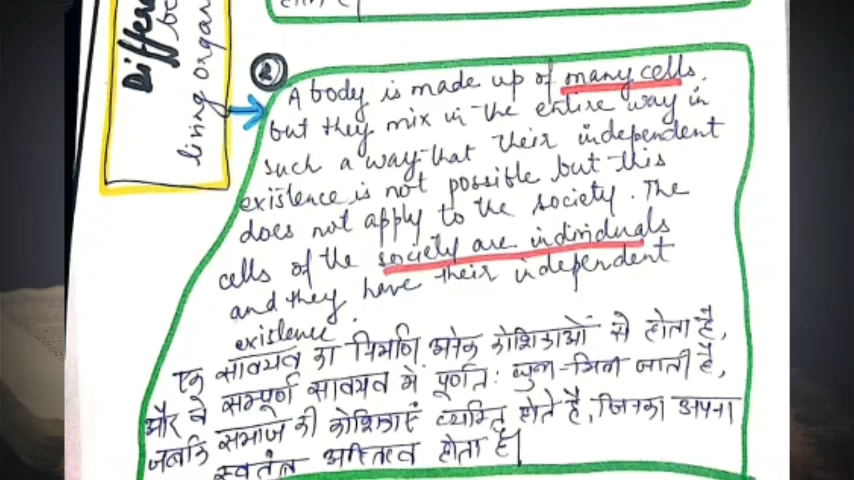 Differe
be
living organ
②
A body is made up of many cells.
but they mix in the entire way in
such a way that their independent
existence is not possible but this
does not apply to the society. The
cells of the society are individuals
and they have their independent
existence.
एक सावयव का निर्माण अनेक कोशिकाओं से होता है,
और वे सम्पूर्ण सावयव में पूर्णतः घुल-मिल जाती है,
जबकि समाज की कोशिकाएं व्यक्ति होते है, जिनका अपना
स्वतंत्र अस्तित्व होता है|